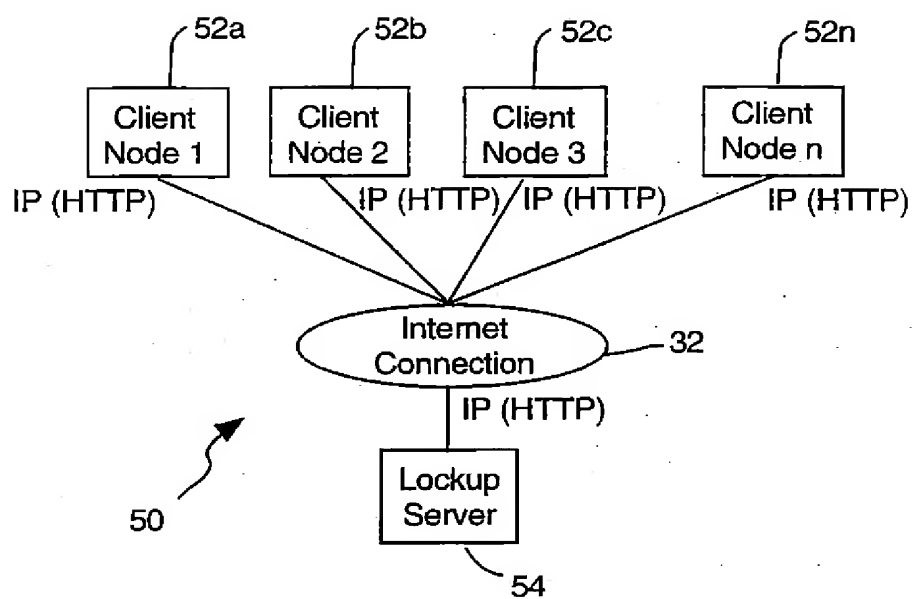 52a
52b
52c
52n
Client
Node 1
Client
Node 2
Client
Node 3
Client
Node n
IP (HTTP)
IP (HTTP)
IP (HTTP)
IP (HTTP)
Internet
Connection
32
IP (HTTP)
Lockup
Server
50
54